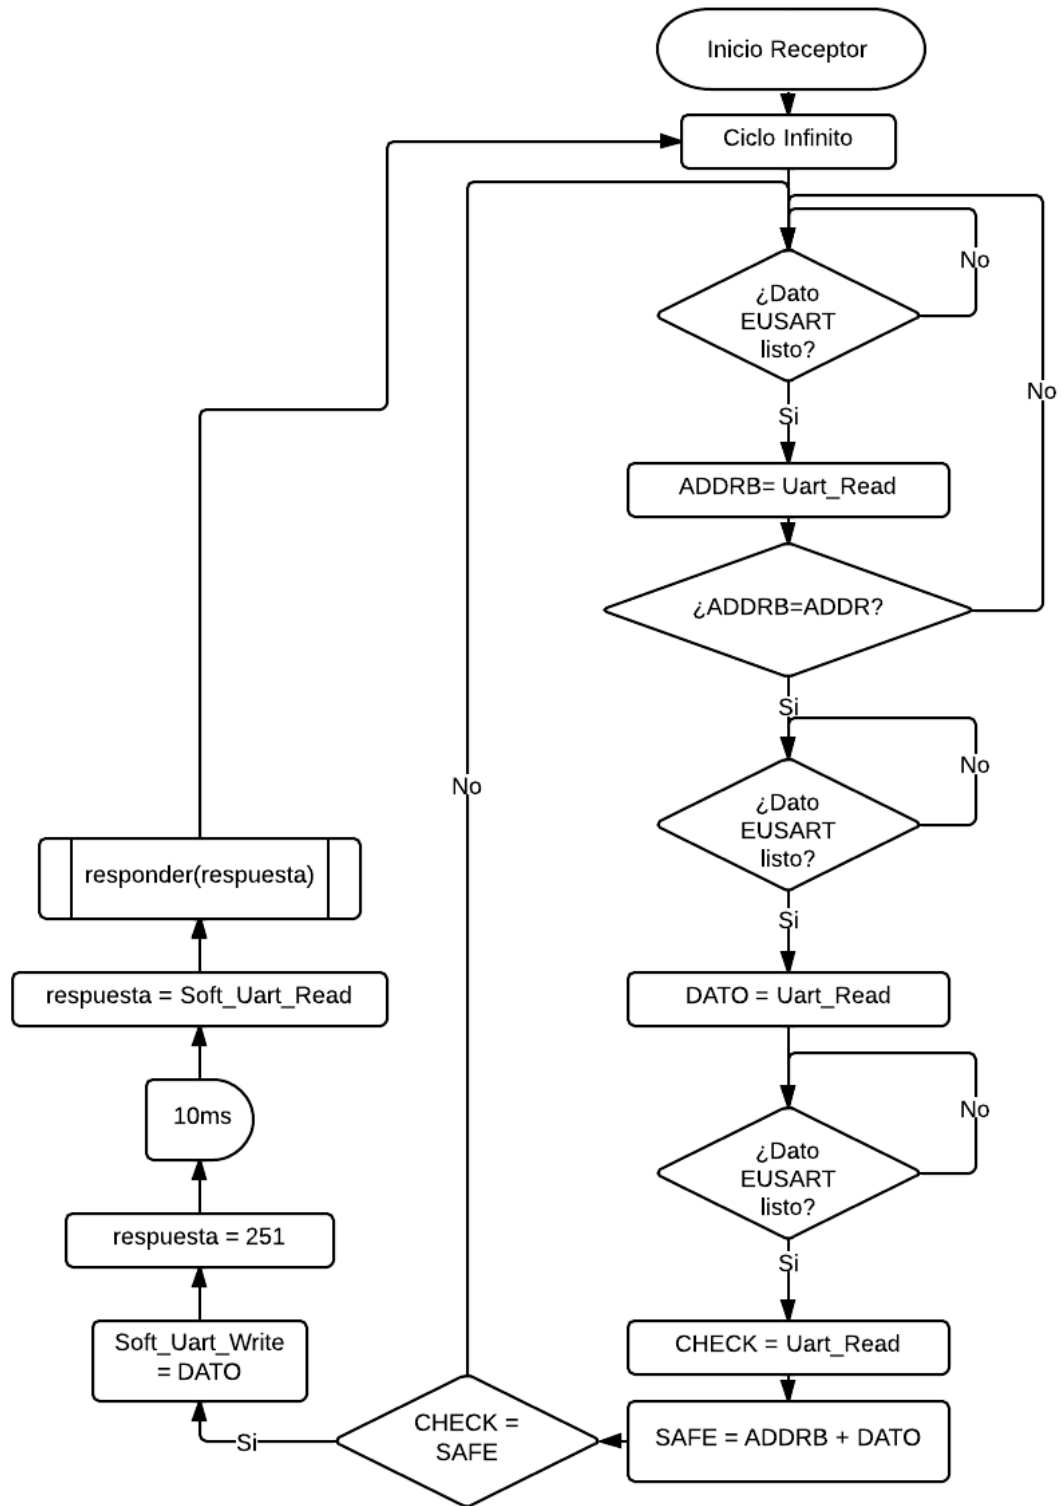 Inicio Receptor
Ciclo Infinito
¿Dato
EUSART
listo?
No
Si
ADDRB= Uart_Read
¿ADDRB=ADDR?
No
Si
¿Dato
EUSART
listo?
No
Si
DATO = Uart_Read
¿Dato
EUSART
listo?
No
Si
CHECK = Uart_Read
SAFE = ADDRB + DATO
CHECK =
SAFE
No
Si
Soft_Uart_Write
= DATO
respuesta = 251
10ms
respuesta = Soft_Uart_Read
responder(respuesta)